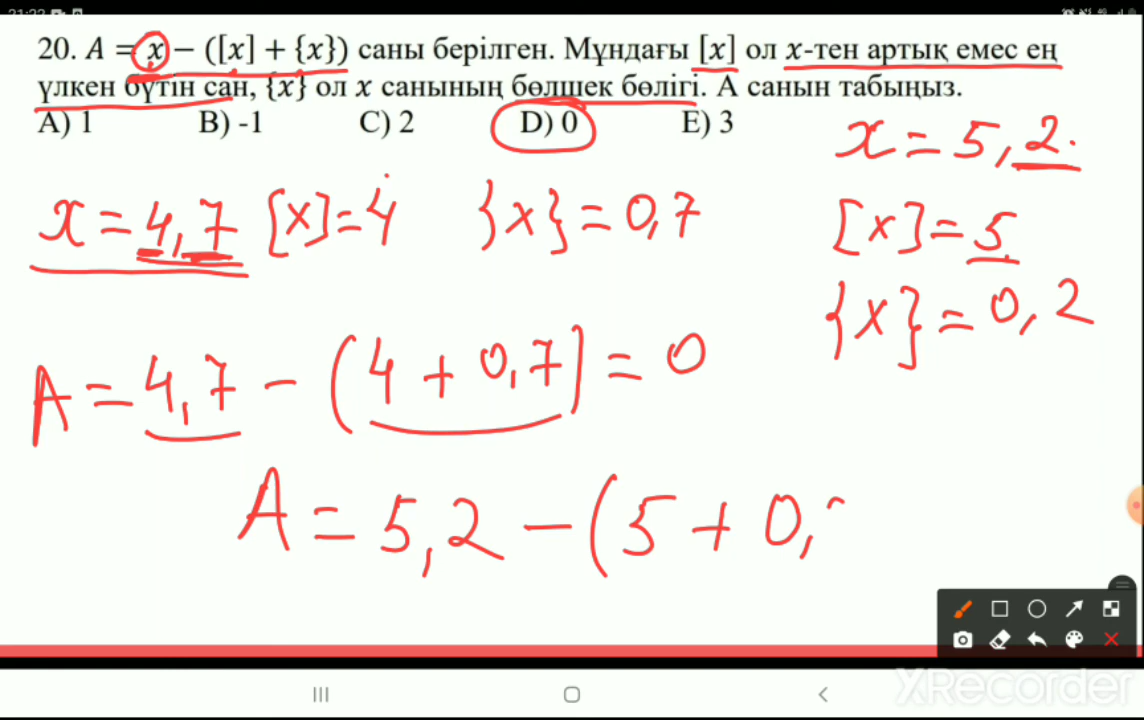 20. A = x − ([x] + {x}) саны берілген. Мұндағы [x] ол x-тен артық емес ең
үлкен бүтін сан, {x} ол x санының бөлшек бөлігі. А санын табыңыз.
A) 1 B) -1 C) 2 D) 0 E) 3
x = 5,2.
x = 4,7 [x] = 4 {x} = 0,7
[x] = 5
{x} = 0,2
A = 4,7 − (4 + 0,7) = 0
A = 5,2 − (5 + 0,
XRecorder